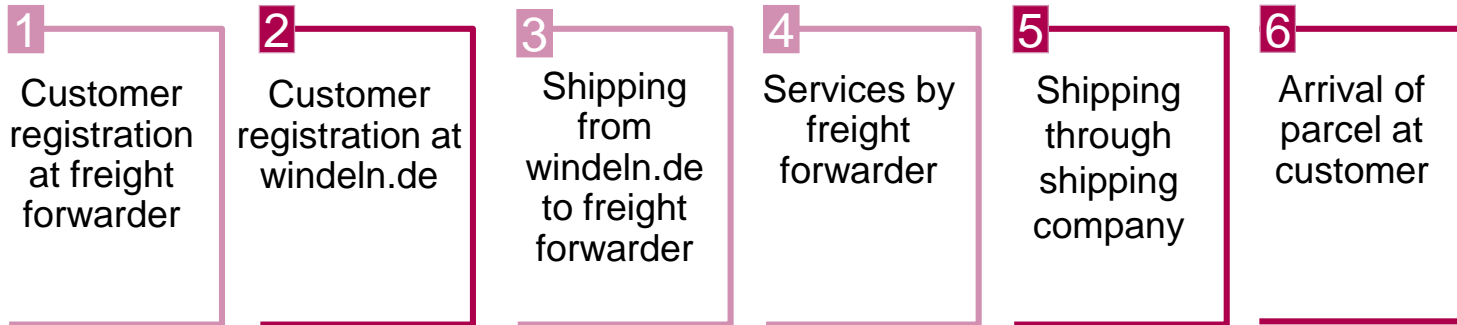 1
Customer
registration
at freight
forwarder
2
Customer
registration at
windeln.de
3
Shipping
from
windeln.de
to freight
forwarder
4
Services by
freight
forwarder
5
Shipping
through
shipping
company
6
Arrival of
parcel at
customer